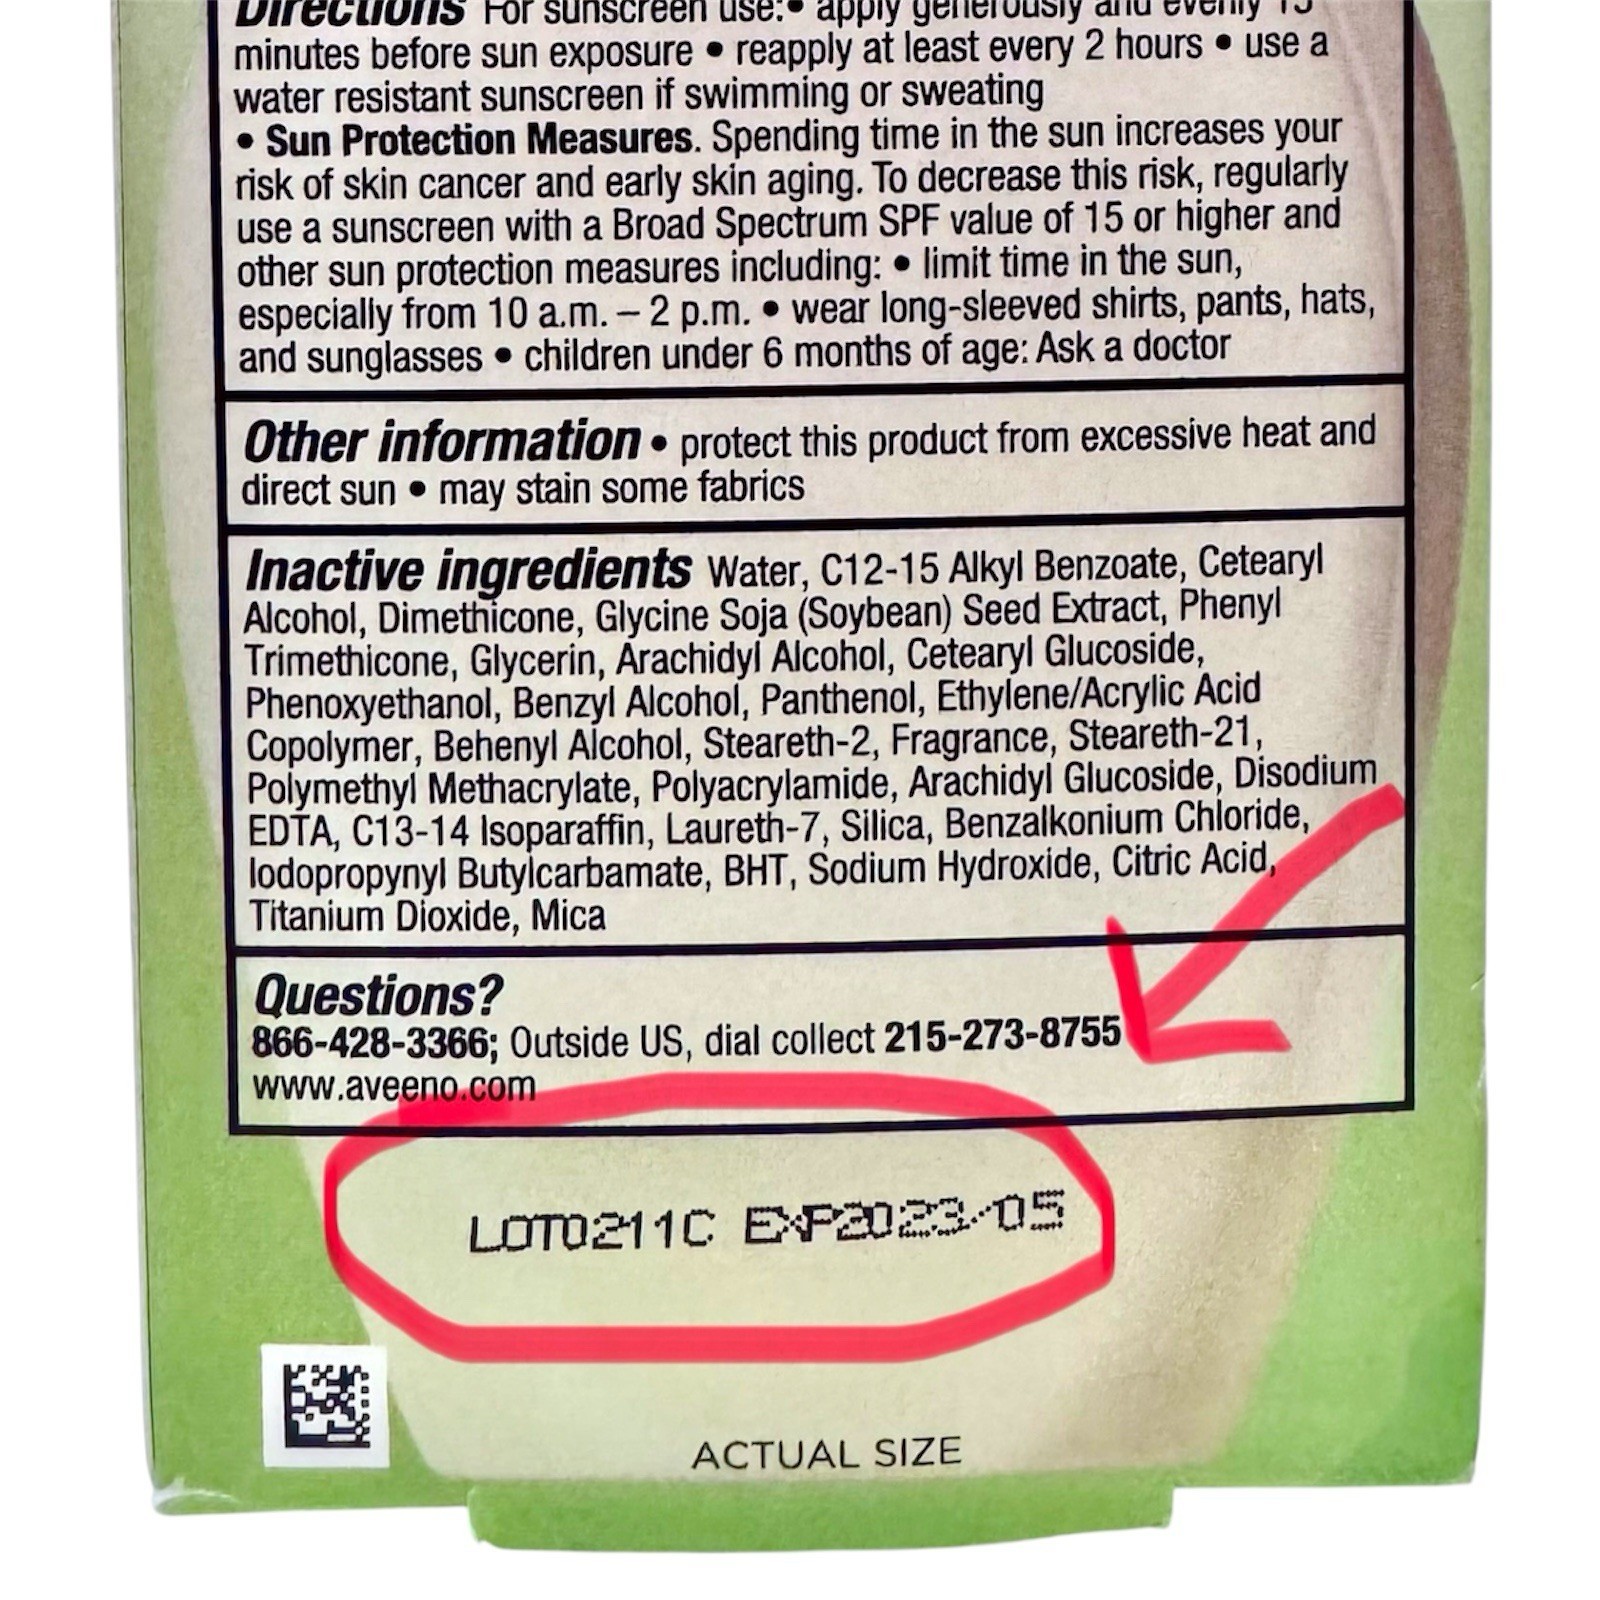 Directions For sunscreen use:• apply generously and evenly 15
minutes before sun exposure • reapply at least every 2 hours • use a
water resistant sunscreen if swimming or sweating
• Sun Protection Measures. Spending time in the sun increases your
risk of skin cancer and early skin aging. To decrease this risk, regularly
use a sunscreen with a Broad Spectrum SPF value of 15 or higher and
other sun protection measures including: • limit time in the sun,
especially from 10 a.m. – 2 p.m. • wear long-sleeved shirts, pants, hats,
and sunglasses • children under 6 months of age: Ask a doctor
Other information • protect this product from excessive heat and
direct sun • may stain some fabrics
Inactive ingredients Water, C12-15 Alkyl Benzoate, Cetearyl
Alcohol, Dimethicone, Glycine Soja (Soybean) Seed Extract, Phenyl
Trimethicone, Glycerin, Arachidyl Alcohol, Cetearyl Glucoside,
Phenoxyethanol, Benzyl Alcohol, Panthenol, Ethylene/Acrylic Acid
Copolymer, Behenyl Alcohol, Steareth-2, Fragrance, Steareth-21,
Polymethyl Methacrylate, Polyacrylamide, Arachidyl Glucoside, Disodium
EDTA, C13-14 Isoparaffin, Laureth-7, Silica, Benzalkonium Chloride,
Iodopropynyl Butylcarbamate, BHT, Sodium Hydroxide, Citric Acid,
Titanium Dioxide, Mica
Questions?
866-428-3366; Outside US, dial collect 215-273-8755
www.aveeno.com
LOT0211C EXP2023/05
ACTUAL SIZE